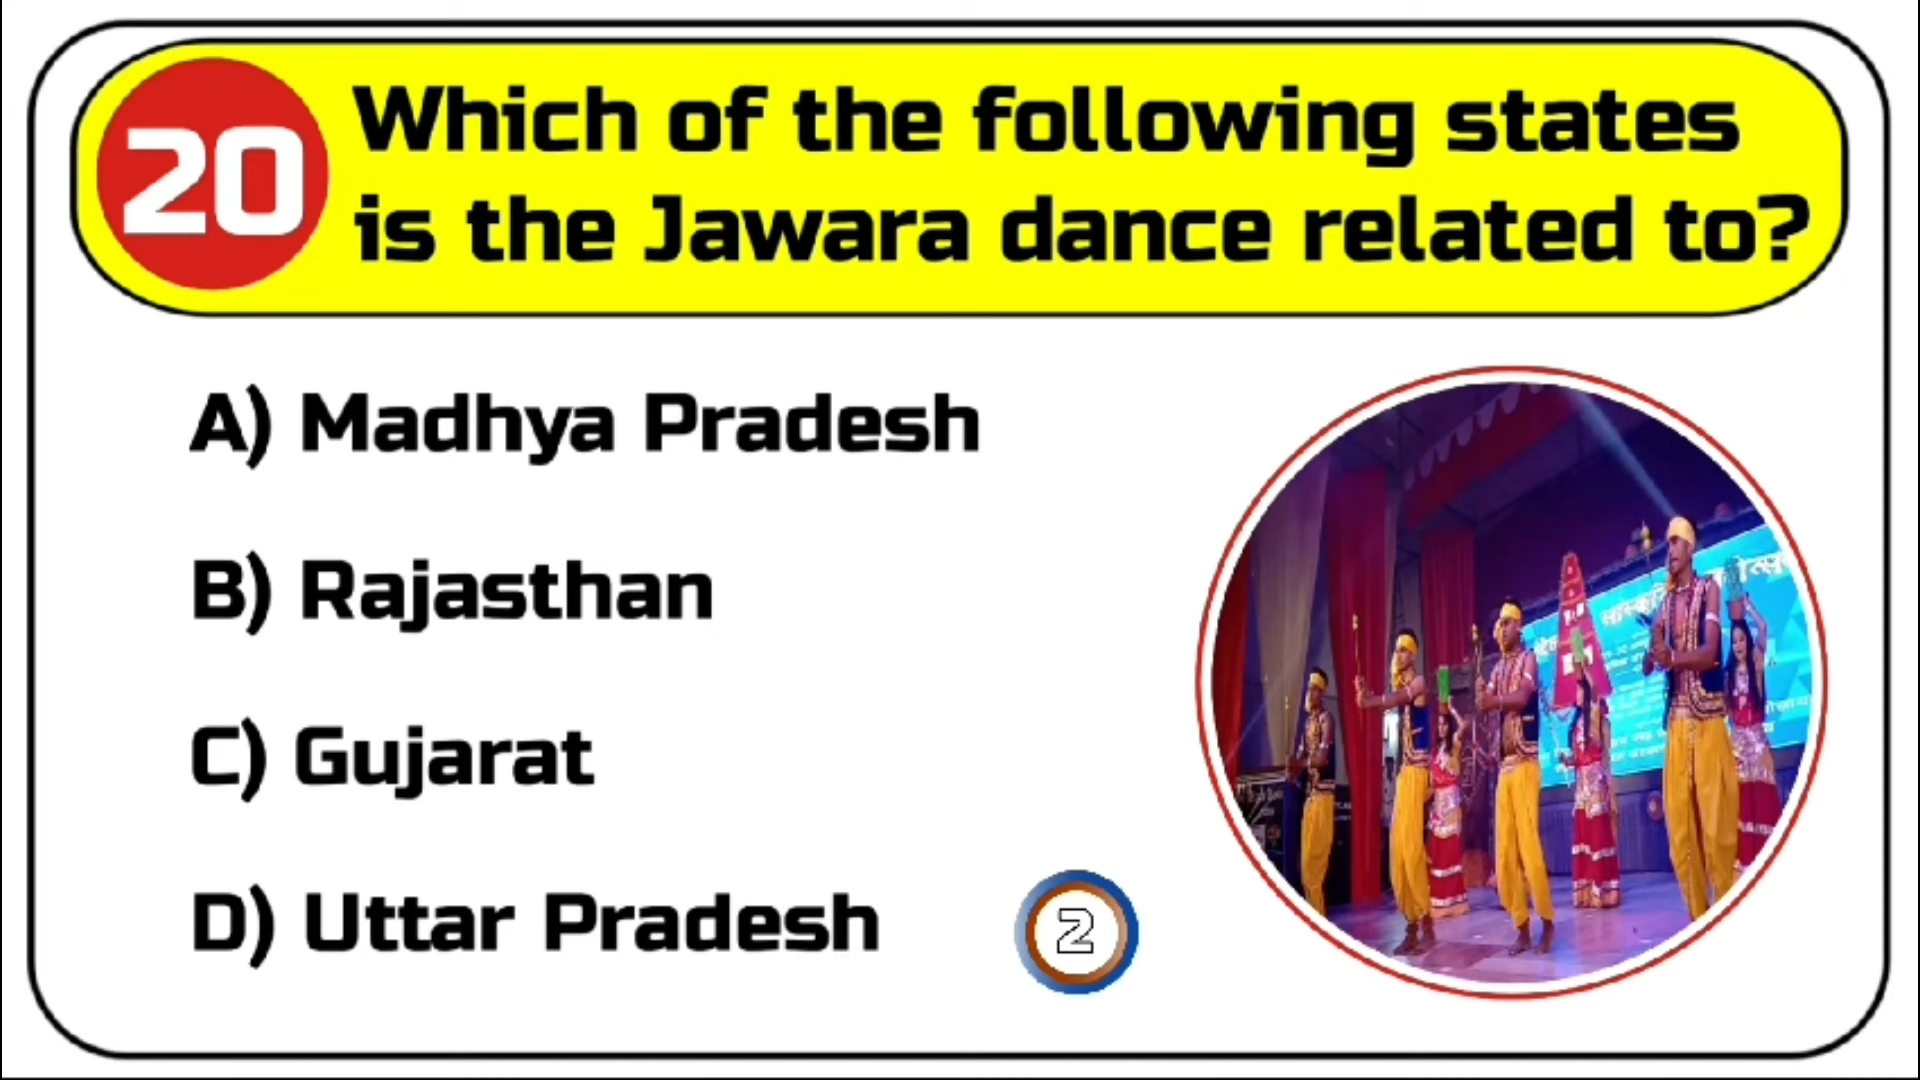 20
Which of the following states
is the Jawara dance related to?
A) Madhya Pradesh
B) Rajasthan
C) Gujarat
D) Uttar Pradesh
2